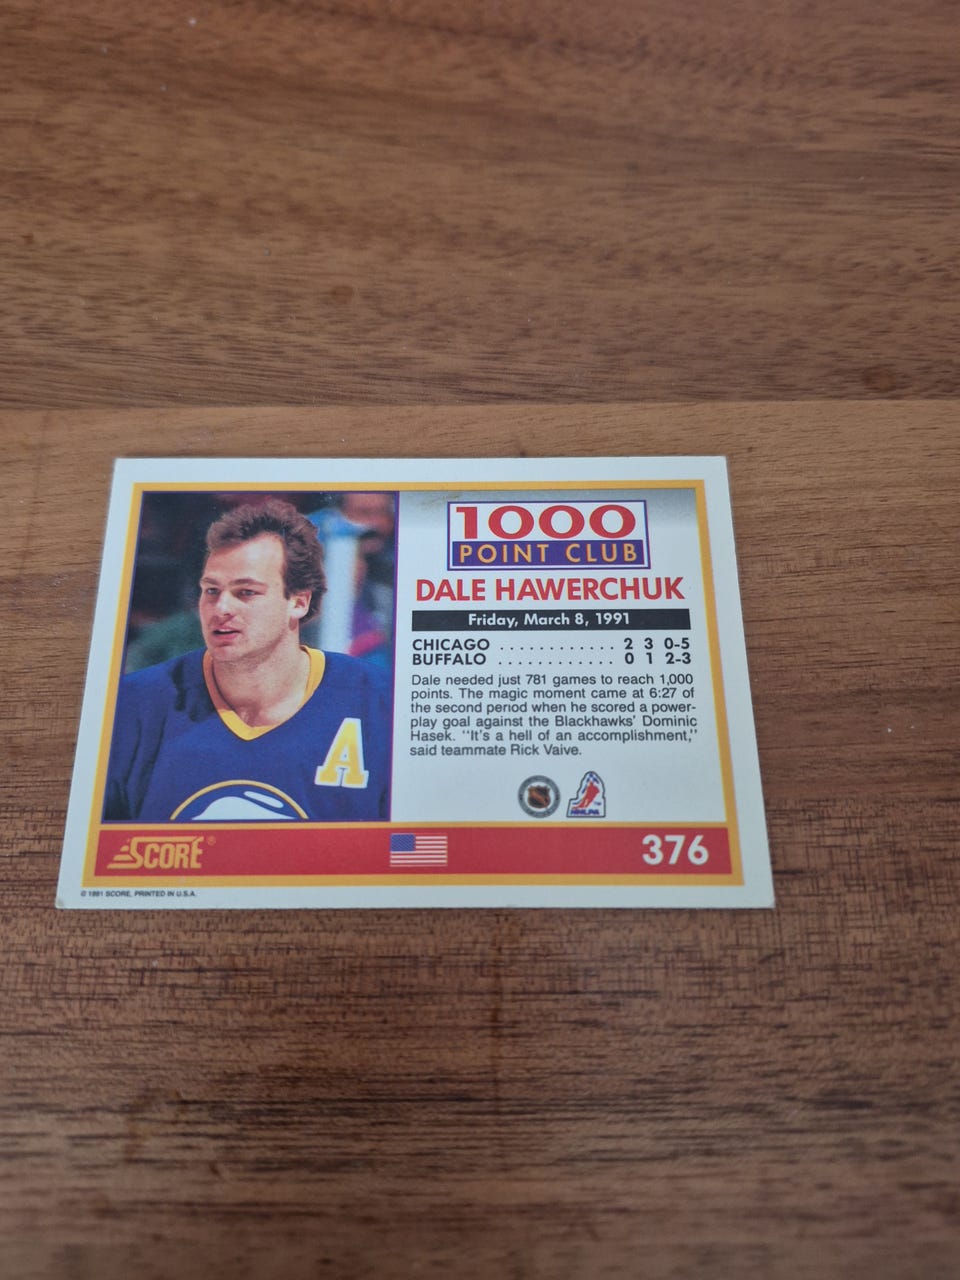 1000
POINT CLUB
DALE HAWERCHUK
Friday, March 8, 1991
CHICAGO . . . . . . . . . . . . 2 3 0-5
BUFFALO . . . . . . . . . . . . 0 1 2-3
Dale needed just 781 games to reach 1,000
points. The magic moment came at 6:27 of
the second period when he scored a power-
play goal against the Blackhawks' Dominic
Hasek. "It's a hell of an accomplishment,"
said teammate Rick Vaive.
A
NHLPA
TM
SCORE®
376
© 1991 SCORE, PRINTED IN U.S.A.